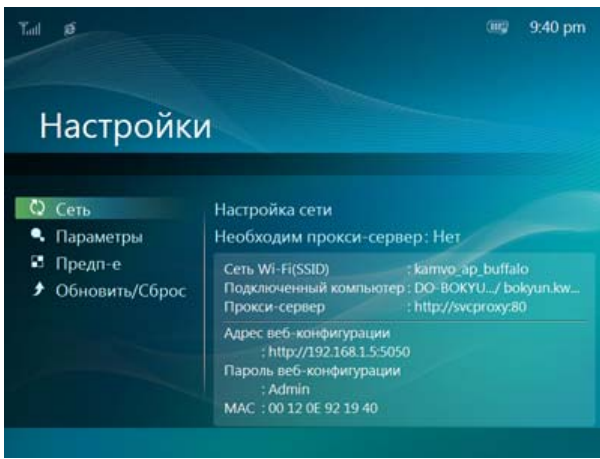 9:40 pm
Настройки
Сеть
Параметры
Предп-е
Обновить/Сброс
Настройка сети
Необходим прокси-сервер: Нет
Сеть Wi-Fi(SSID) : kamvo_ap_buffalo
Подключенный компьютер : DO-BOKYU.../ bokyun.kw...
Прокси-сервер : http://svcproxy:80
Адрес веб-конфигурации
: http://192.168.1.5:5050
Пароль веб-конфигурации
: Admin
MAC : 00 12 0E 92 19 40